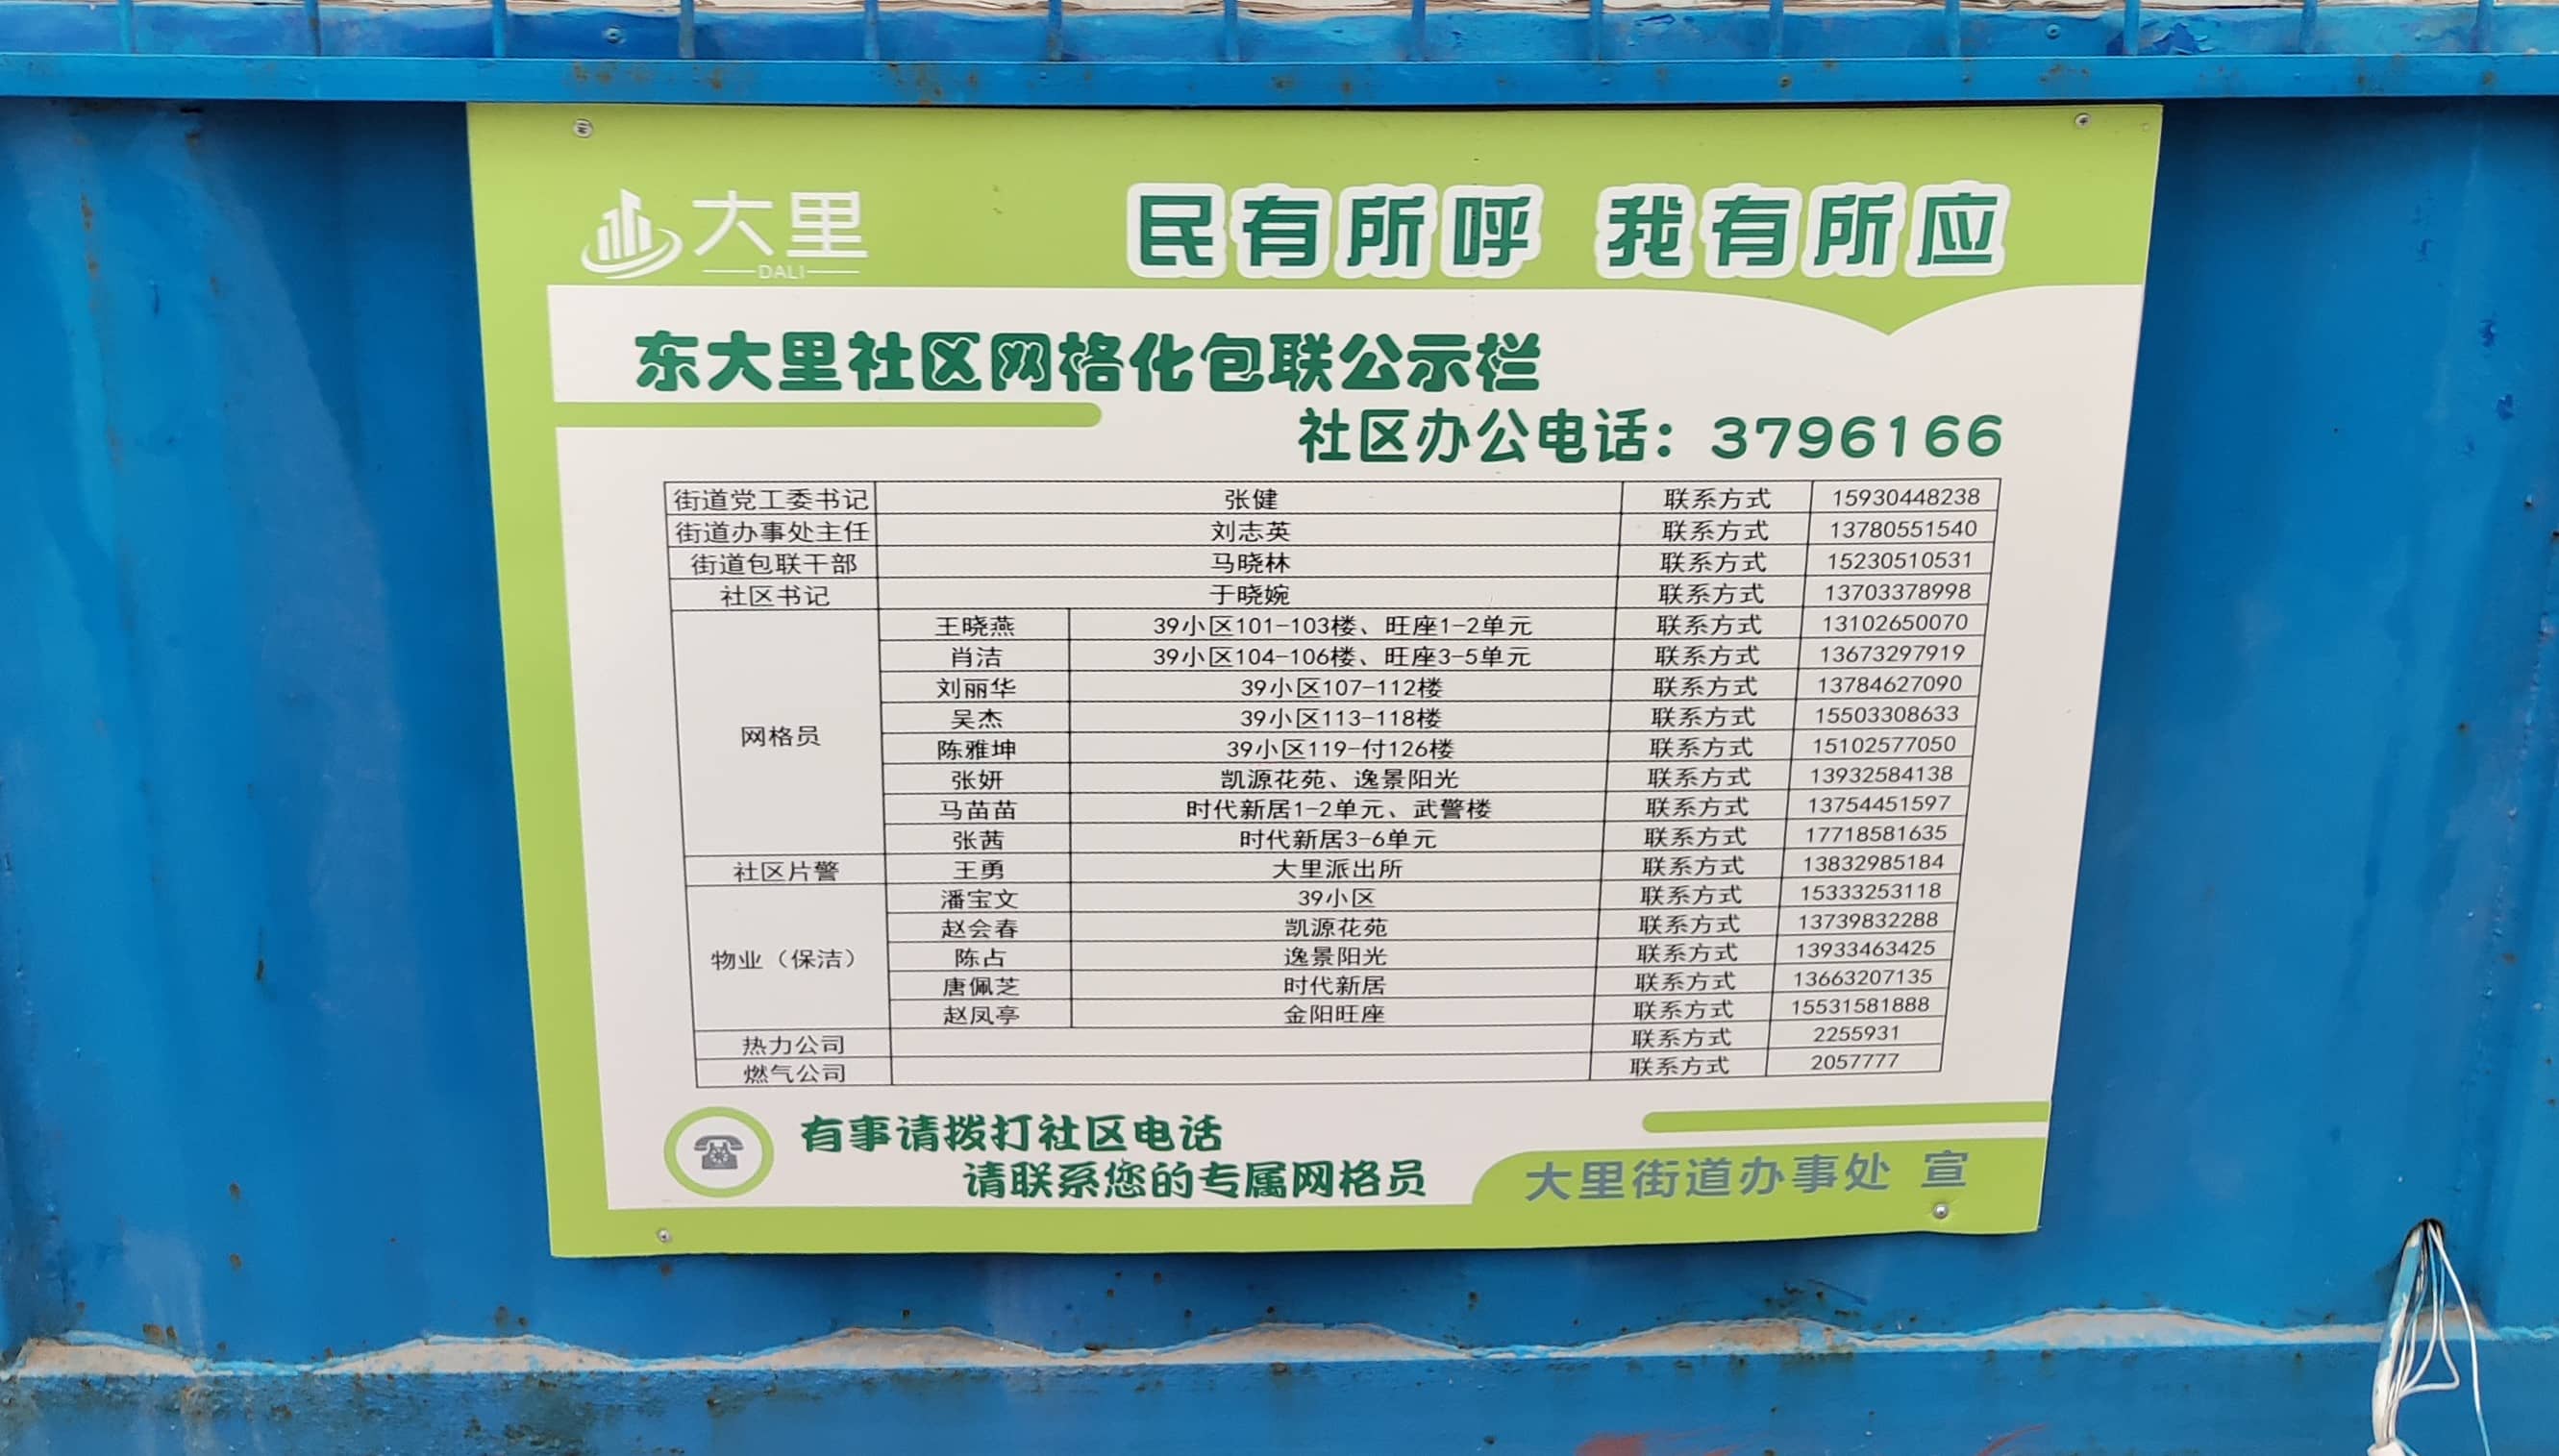 大里
DALI
民有所呼 我有所应
东大里社区网格化包联公示栏
社区办公电话：3796166
街道党工委书记 张健 联系方式 15930448238
街道办事处主任 刘志英 联系方式 13780551540
街道包联干部 马晓林 联系方式 15230510531
社区书记 于晓婉 联系方式 13703378998
网格员
王晓燕 39小区101-103楼、旺座1-2单元 联系方式 13102650070
肖洁 39小区104-106楼、旺座3-5单元 联系方式 13673297919
刘丽华 39小区107-112楼 联系方式 13784627090
吴杰 39小区113-118楼 联系方式 15503308633
陈雅坤 39小区119-付126楼 联系方式 15102577050
张妍 凯源花苑、逸景阳光 联系方式 13932584138
马苗苗 时代新居1-2单元、武警楼 联系方式 13754451597
张茜 时代新居3-6单元 联系方式 17718581635
社区片警 王勇 大里派出所 联系方式 13832985184
物业（保洁）
潘宝文 39小区 联系方式 15333253118
赵会春 凯源花苑 联系方式 13739832288
陈占 逸景阳光 联系方式 13933463425
唐佩芝 时代新居 联系方式 13663207135
赵凤亭 金阳旺座 联系方式 15531581888
热力公司 联系方式 2255931
燃气公司 联系方式 2057777
有事请拨打社区电话
请联系您的专属网格员
大里街道办事处 宣